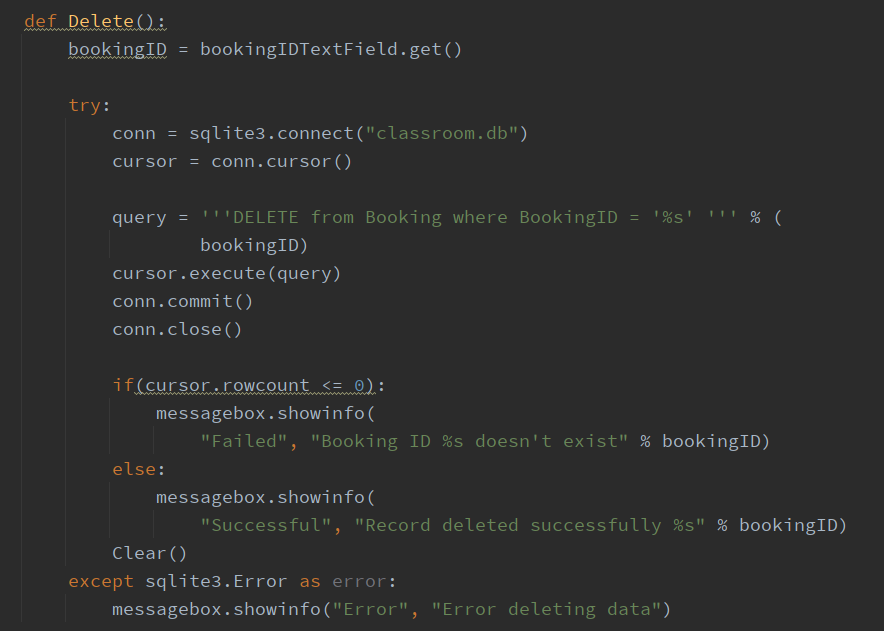 def Delete():
    bookingID = bookingIDTextField.get()

    try:
        conn = sqlite3.connect("classroom.db")
        cursor = conn.cursor()

        query = '''DELETE from Booking where BookingID = '%s' ''' % (
                bookingID)
        cursor.execute(query)
        conn.commit()
        conn.close()

        if(cursor.rowcount <= 0):
            messagebox.showinfo(
                "Failed", "Booking ID %s doesn't exist" % bookingID)
        else:
            messagebox.showinfo(
                "Successful", "Record deleted successfully %s" % bookingID)
        Clear()
    except sqlite3.Error as error:
        messagebox.showinfo("Error", "Error deleting data")